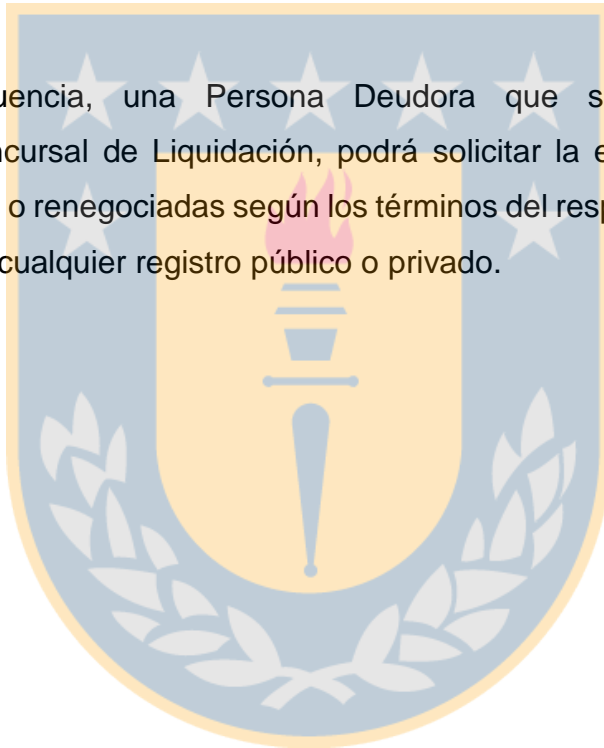 uencia, una Persona Deudora que s
ncursal de Liquidación, podrá solicitar la e
o renegociadas según los términos del resp
cualquier registro público o privado.